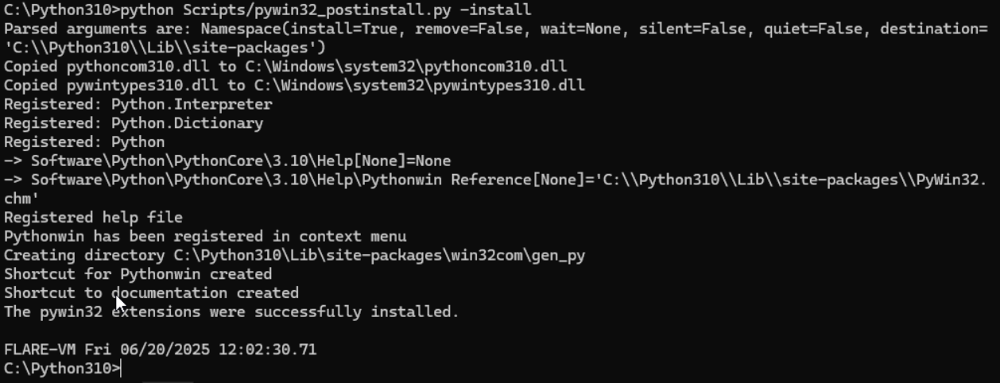 C:\Python310>python Scripts/pywin32_postinstall.py -install
Parsed arguments are: Namespace(install=True, remove=False, wait=None, silent=False, quiet=False, destination=
'C:\\Python310\\Lib\\site-packages')
Copied pythoncom310.dll to C:\Windows\system32\pythoncom310.dll
Copied pywintypes310.dll to C:\Windows\system32\pywintypes310.dll
Registered: Python.Interpreter
Registered: Python.Dictionary
Registered: Python
-> Software\Python\PythonCore\3.10\Help[None]=None
-> Software\Python\PythonCore\3.10\Help\Pythonwin Reference[None]='C:\\Python310\\Lib\\site-packages\\PyWin32.
chm'
Registered help file
Pythonwin has been registered in context menu
Creating directory C:\Python310\Lib\site-packages\win32com\gen_py
Shortcut for Pythonwin created
Shortcut to documentation created
The pywin32 extensions were successfully installed.
FLARE-VM Fri 06/20/2025 12:02:30.71
C:\Python310>